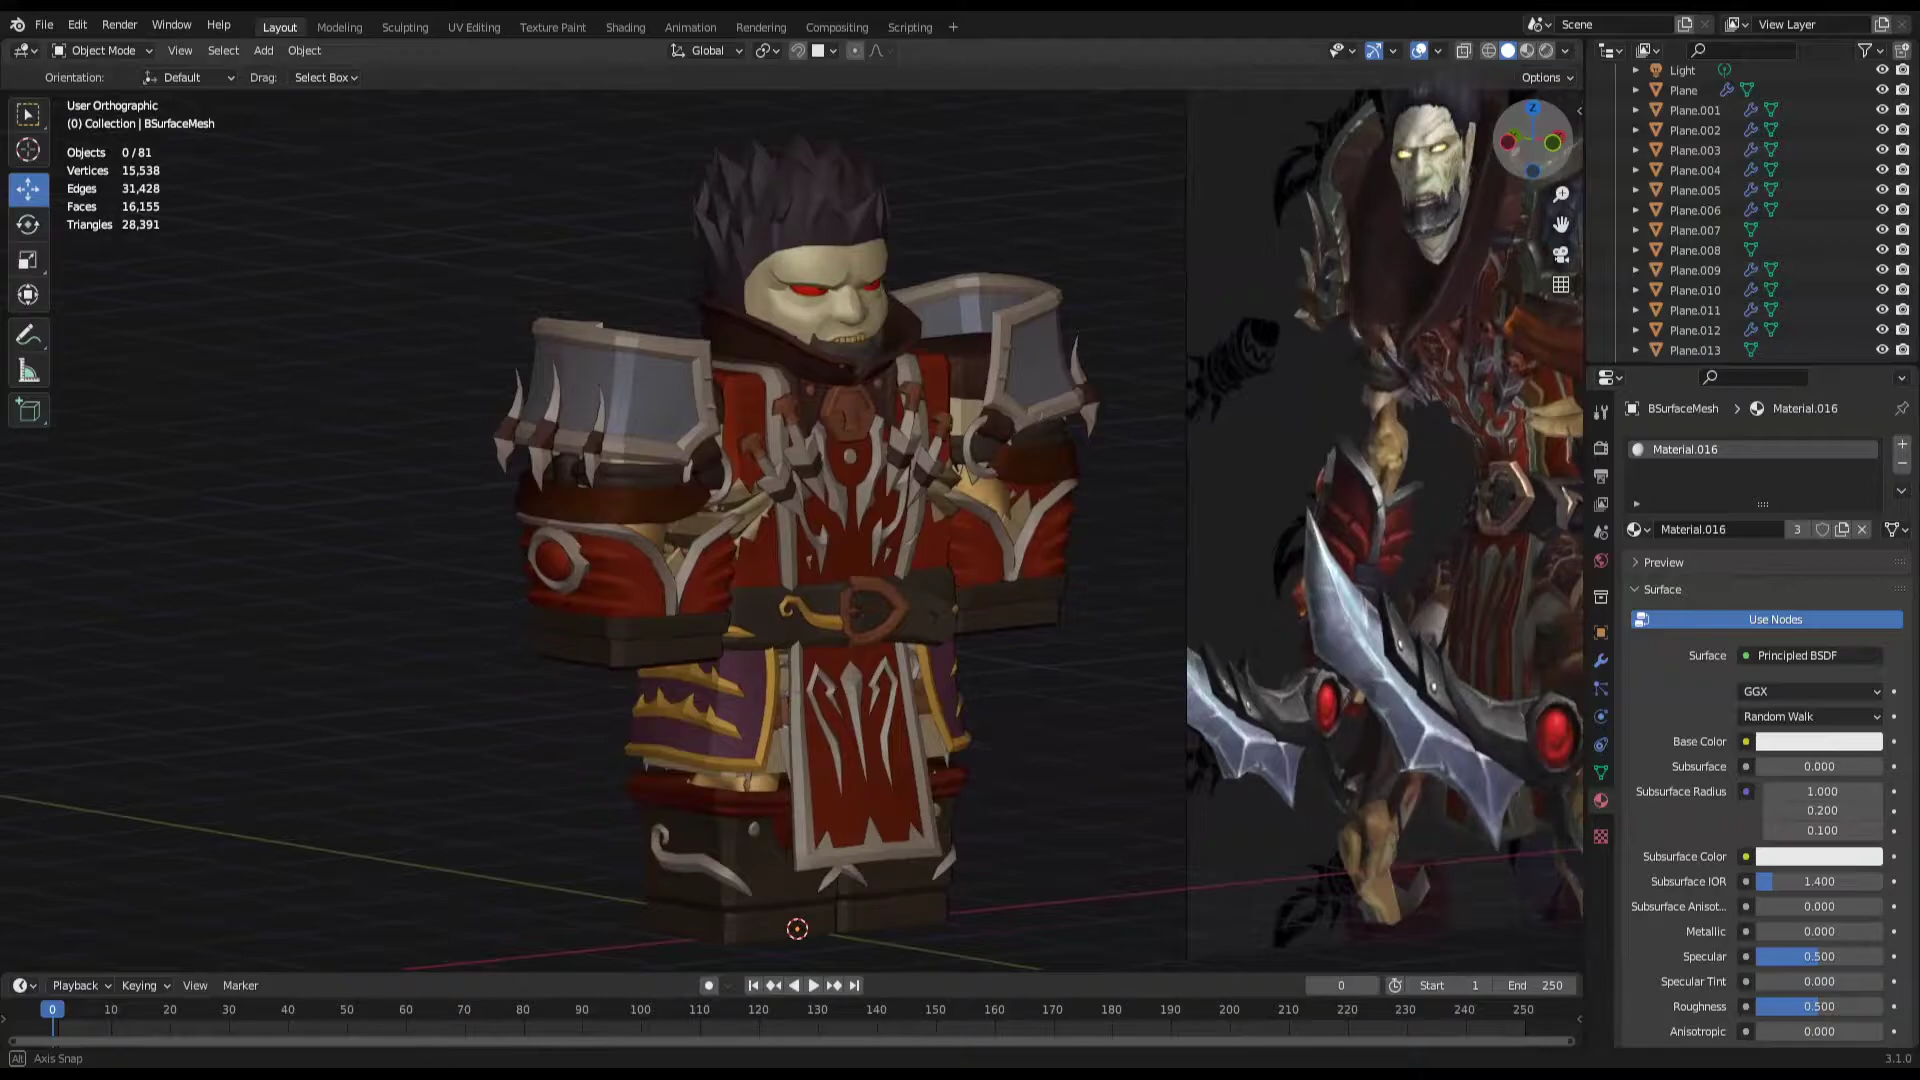 File Edit Render Window Help Layout Modeling Sculpting UV Editing Texture Paint Shading Animation Rendering Compositing Scripting + Scene View Layer
Object Mode View Select Add Object Global
Orientation: Default Drag: Select Box Options
User Orthographic
(0) Collection | BSurfaceMesh
Objects 0/81
Vertices 15,538
Edges 31,428
Faces 16,155
Triangles 28,391
Light
Plane
Plane.001
Plane.002
Plane.003
Plane.004
Plane.005
Plane.006
Plane.007
Plane.008
Plane.009
Plane.010
Plane.011
Plane.012
Plane.013
Z
BSurfaceMesh > Material.016
Material.016
Material.016 3
Preview
Surface
Use Nodes
Surface Principled BSDF
GGX
Random Walk
Base Color
Subsurface 0.000
Subsurface Radius 1.000
0.200
0.100
Subsurface Color
Subsurface IOR 1.400
Subsurface Anisot... 0.000
Metallic 0.000
Specular 0.500
Specular Tint 0.000
Roughness 0.500
Anisotropic 0.000
Playback Keying View Marker 0 Start 1 End 250
0 10 20 30 40 50 60 70 80 90 100 110 120 130 140 150 160 170 180 190 200 210 220 230 240 250
Alt Axis Snap 3.1.0